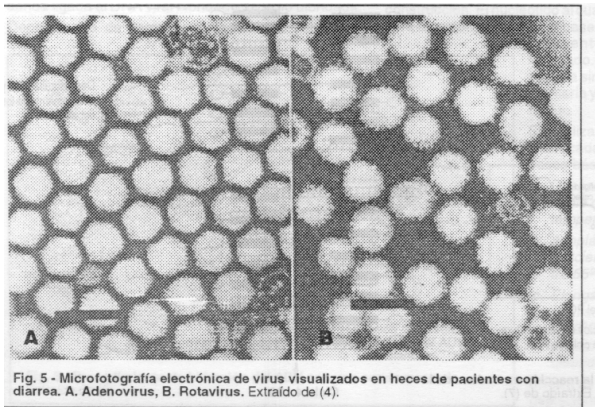 A
B
Fig. 5 - Microfotografía electrónica de virus visualizados en heces de pacientes con
diarrea. A. Adenovirus, B. Rotavirus. Extraído de (4).